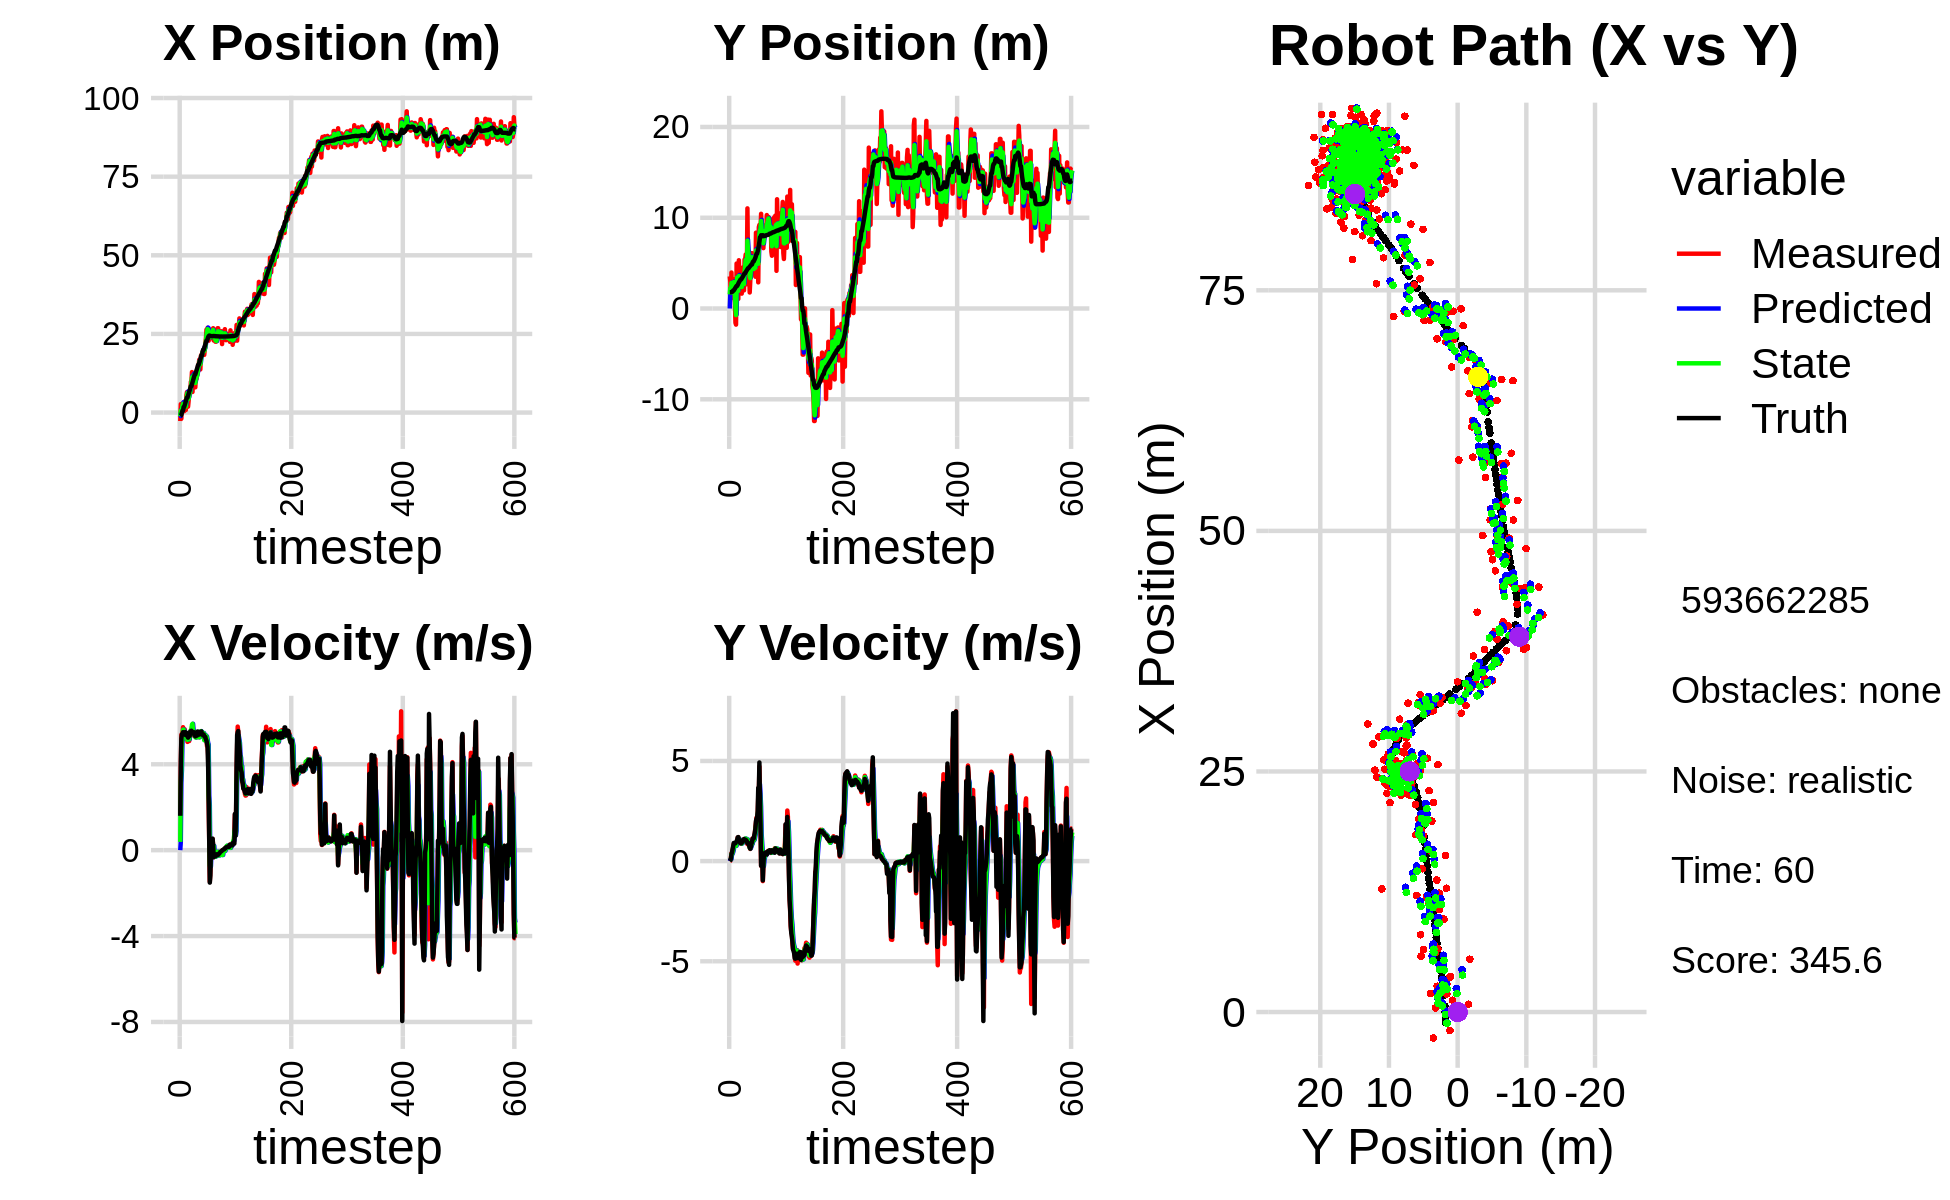 X Position (m)
100
75
50
25
0
0
200
400
600
timestep
Y Position (m)
20
10
0
-10
0
200
400
600
timestep
X Velocity (m/s)
4
0
-4
-8
0
200
400
600
timestep
Y Velocity (m/s)
5
0
-5
0
200
400
600
timestep
Robot Path (X vs Y)
X Position (m)
75
50
25
0
20 10 0 -10 -20
Y Position (m)
variable
Measured
Predicted
State
Truth
593662285
Obstacles: none
Noise: realistic
Time: 60
Score: 345.6